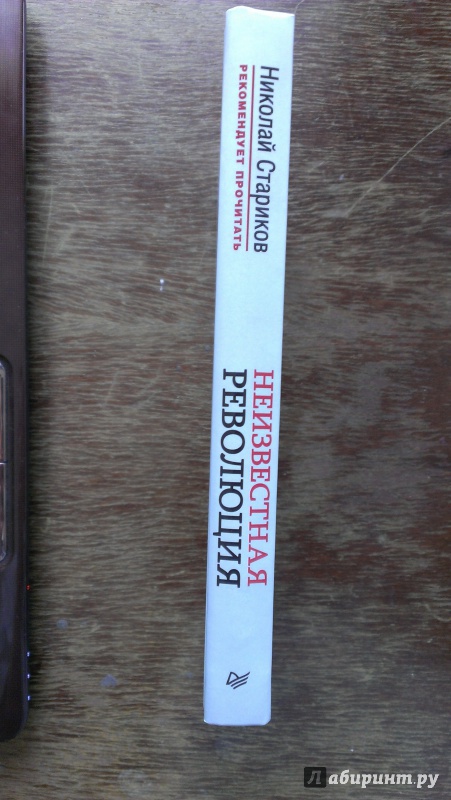 Николай Стариков
РЕКОМЕНДУЕТ ПРОЧИТАТЬ
НЕИЗВЕСТНАЯ
РЕВОЛЮЦИЯ
Лабиринт.ру